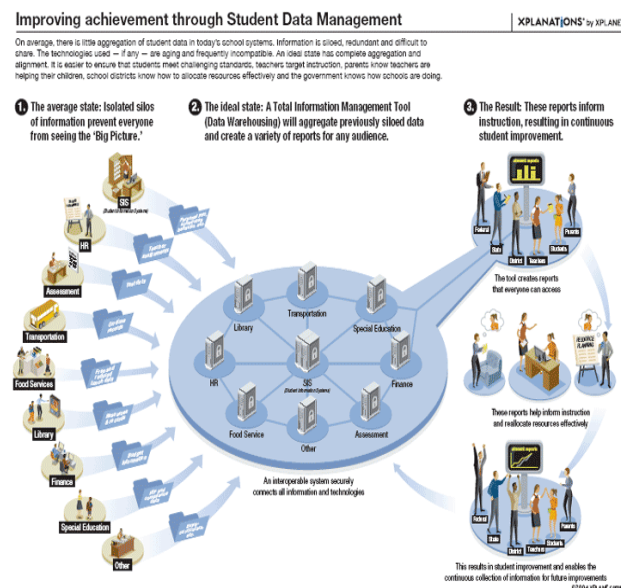 Improving achievement through Student Data Management
XPLANATIONS® by XPLANE
On average, there is little aggregation of student data in today's school systems. Information is siloed, redundant and difficult to
share. The technologies used — if any — are aging and frequently incompatible. An ideal state has complete aggregation and
alignment. It is easier to ensure that students meet challenging standards, teachers target instruction, parents know teachers are
helping their children, school districts know how to allocate resources effectively and the government knows how schools are doing.
1. The average state: Isolated silos
of information prevent everyone
from seeing the 'Big Picture.'
2. The ideal state: A Total Information Management Tool
(Data Warehousing) will aggregate previously siloed data
and create a variety of reports for any audience.
3. The Result: These reports inform
instruction, resulting in continuous
student improvement.
SIS
(Student Information Systems)
HR
Assessment
Transportation
Food Services
Library
Finance
Special Education
Other
Library
Transportation
Special Education
HR
SIS
(Student Information Systems)
Finance
Food Service
Other
Assessment
An interoperable system securely
connects all information and technologies
Federal
State
District
Teachers
Students
Parents
The tool creates reports
that everyone can access
RESOURCE
PLANNING
These reports help inform instruction
and reallocate resources effectively
Federal
State
District
Teachers
Students
Parents
This results in student improvement and enables the
continuous collection of information for future improvements